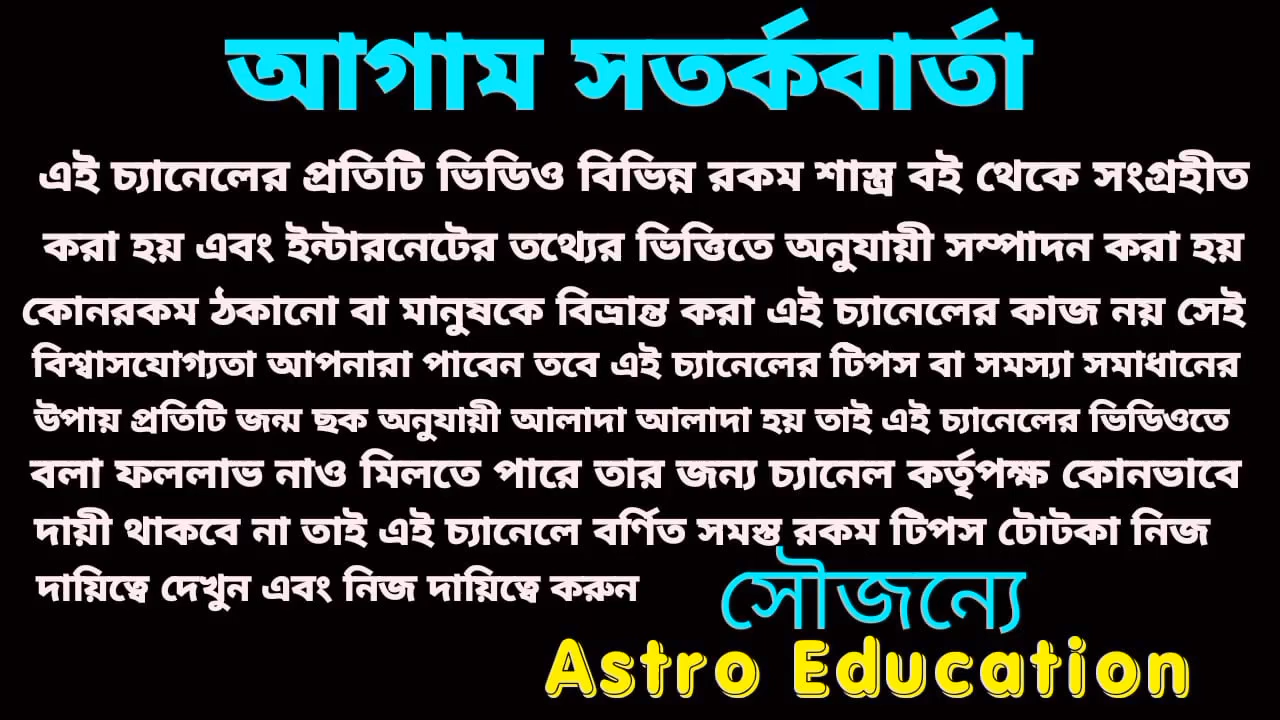 আগাম সতর্কবার্তা
এই চ্যানেলের প্রতিটি ভিডিও বিভিন্ন রকম শাস্ত্র বই থেকে সংগ্রহীত
করা হয় এবং ইন্টারনেটের তথ্যের ভিত্তিতে অনুযায়ী সম্পাদন করা হয়
কোনরকম ঠকানো বা মানুষকে বিভ্রান্ত করা এই চ্যানেলের কাজ নয় সেই
বিশ্বাসযোগ্যতা আপনারা পাবেন তবে এই চ্যানেলের টিপস বা সমস্যা সমাধানের
উপায় প্রতিটি জন্ম ছক অনুযায়ী আলাদা আলাদা হয় তাই এই চ্যানেলের ভিডিওতে
বলা ফললাভ নাও মিলতে পারে তার জন্য চ্যানেল কর্তৃপক্ষ কোনভাবে
দায়ী থাকবে না তাই এই চ্যানেলে বর্ণিত সমস্ত রকম টিপস টোটকা নিজ
দায়িত্বে দেখুন এবং নিজ দায়িত্বে করুন
সৌজন্যে
Astro Education